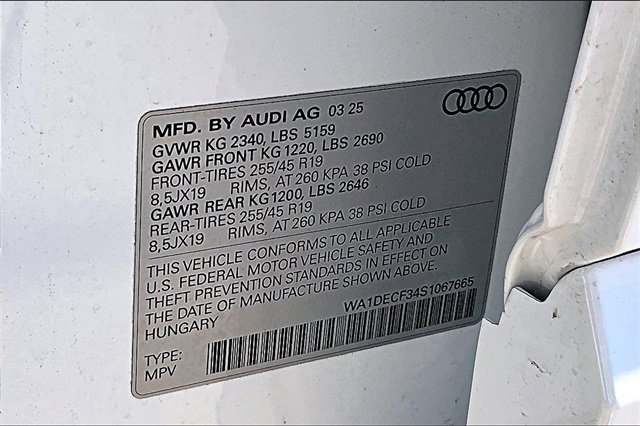 MFD. BY AUDI AG 03 25
GVWR KG 2340, LBS 5159
GAWR FRONT KG 1220, LBS 2690
FRONT-TIRES 255/45 R19
8,5JX19 RIMS, AT 260 KPA 38 PSI COLD
GAWR REAR KG1200, LBS 2646
REAR-TIRES 255/45 R19
8,5JX19 RIMS, AT 260 KPA 38 PSI COLD
THIS VEHICLE CONFORMS TO ALL APPLICABLE
U.S. FEDERAL MOTOR VEHICLE SAFETY AND
THEFT PREVENTION STANDARDS IN EFFECT ON
THE DATE OF MANUFACTURE SHOWN ABOVE.
HUNGARY WA1DECF34S1067665
TYPE:
MPV